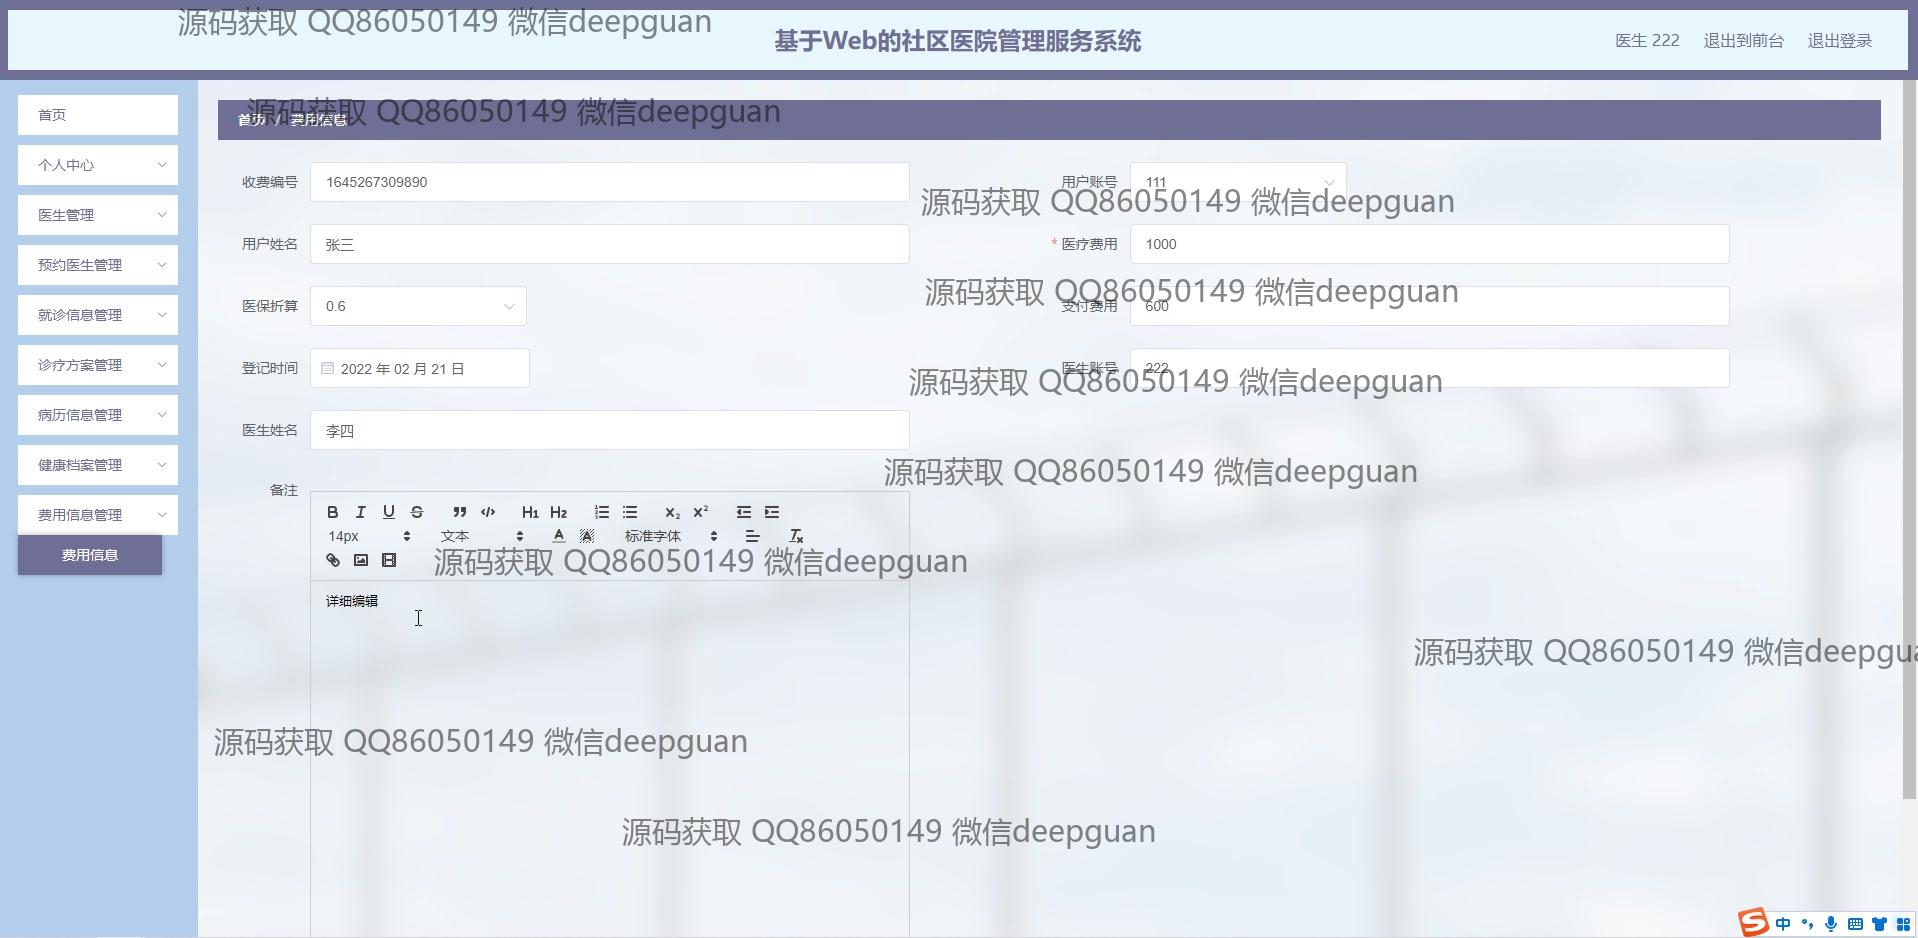 源码获取 QQ86050149 微信deepguan
基于Web的社区医院管理服务系统
医生 222 退出到前台 退出登录
首页
源码获取 QQ86050149 微信deepguan
首页 / 费用信息
个人中心
收费编号 1645267309890
用户账号 111
源码获取 QQ86050149 微信deepguan
医生管理
用户姓名 张三
* 医疗费用 1000
预约医生管理
源码获取 QQ86050149 微信deepguan
医保折算 0.6
支付费用 600
就诊信息管理
诊疗方案管理
登记时间 2022 年 02 月 21 日
医生账号 222
源码获取 QQ86050149 微信deepguan
病历信息管理
医生姓名 李四
健康档案管理
源码获取 QQ86050149 微信deepguan
备注
费用信息管理
B I U S H1 H2 X2 X2
14px 文本 A A 标准字体 Tx
费用信息
源码获取 QQ86050149 微信deepguan
详细编辑
源码获取 QQ86050149 微信deepgua
源码获取 QQ86050149 微信deepguan
源码获取 QQ86050149 微信deepguan
S 中